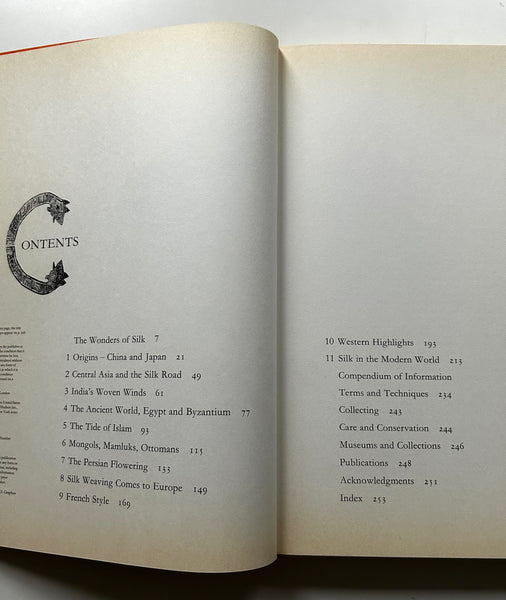 CONTENTS
The Wonders of Silk 7
1 Origins – China and Japan 21
2 Central Asia and the Silk Road 49
3 India's Woven Winds 61
4 The Ancient World, Egypt and Byzantium 77
5 The Tide of Islam 93
6 Mongols, Mamluks, Ottomans 115
7 The Persian Flowering 133
8 Silk Weaving Comes to Europe 149
9 French Style 169
10 Western Highlights 193
11 Silk in the Modern World 213
Compendium of Information
Terms and Techniques 234
Collecting 243
Care and Conservation 244
Museums and Collections 246
Publications 248
Acknowledgments 251
Index 253